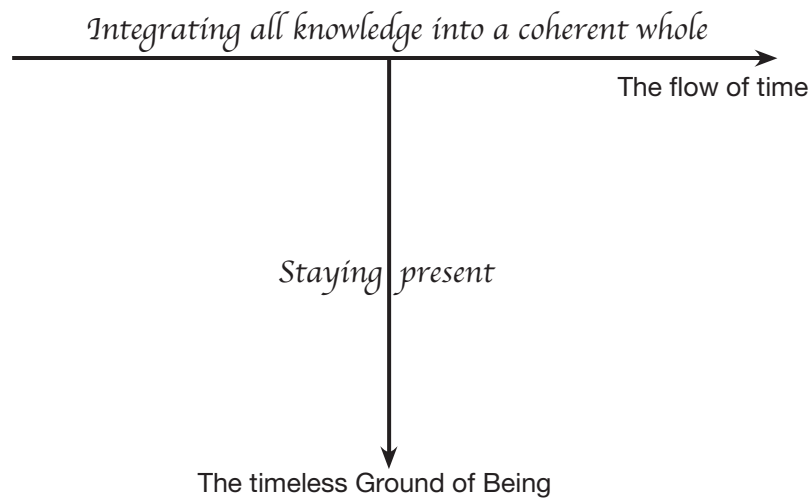 Integrating all knowledge into a coherent whole
The flow of time
Staying present
The timeless Ground of Being